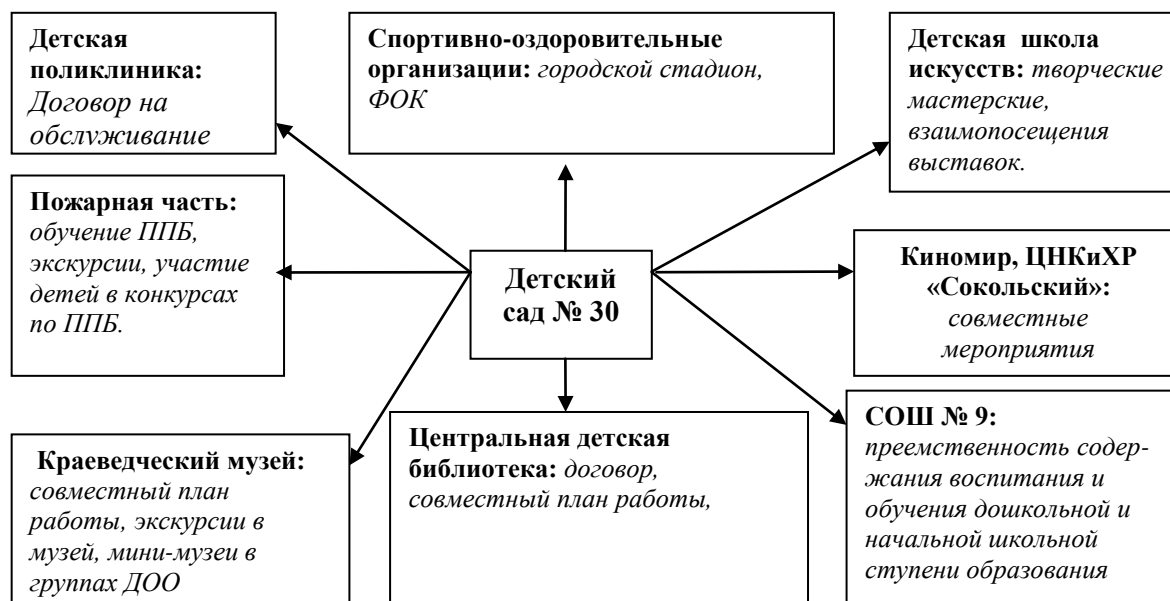 Детская
поликлиника:
Договор на
обслуживание
Спортивно-оздоровительные
организации: городской стадион,
ФОК
Детская школа
искусств: творческие
мастерские,
взаимопосещения
выставок.
Пожарная часть:
обучение ППБ,
экскурсии, участие
детей в конкурсах
по ППБ.
Детский
сад № 30
Киномир, ЦНКиХР
«Сокольский»:
совместные
мероприятия
Краеведческий музей:
совместный план
работы, экскурсии в
музей, мини-музеи в
группах ДОО
Центральная детская
библиотека: договор,
совместный план работы,
СОШ № 9:
преемственность содер-
жания воспитания и
обучения дошкольной и
начальной школьной
ступени образования